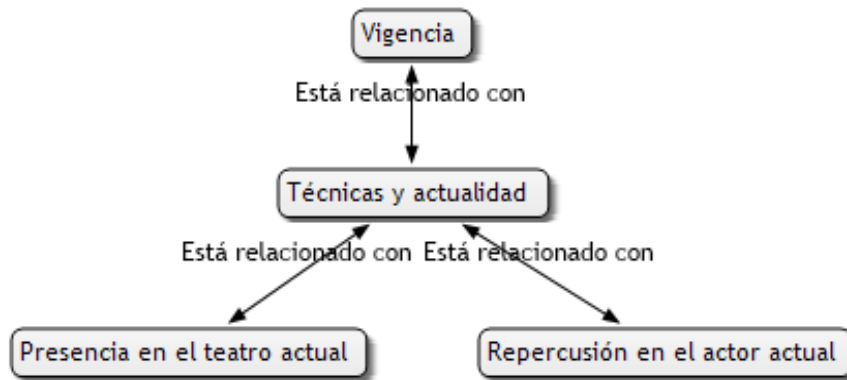 Vigencia
Está relacionado con
Técnicas y actualidad
Está relacionado con Está relacionado con
Presencia en el teatro actual
Repercusión en el actor actual